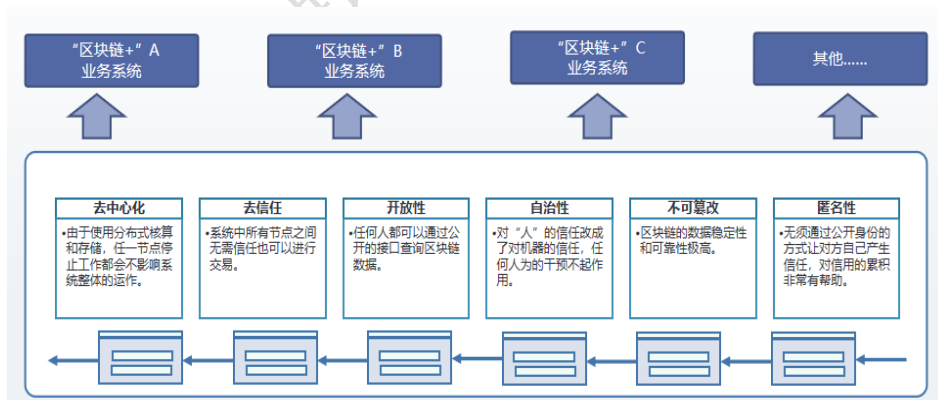 “区块链+”A
业务系统
“区块链+”B
业务系统
“区块链+”C
业务系统
其他......
去中心化
•由于使用分布式核算
和存储，任一节点停
止工作都会不影响系
统整体的运作。
去信任
•系统中所有节点之间
无需信任也可以进行
交易。
开放性
•任何人都可以通过公
开的接口查询区块链
数据。
自治性
•对“人”的信任改成
了对机器的信任，任
何人为的干预不起作
用。
不可篡改
•区块链的数据稳定性
和可靠性极高。
匿名性
•无须通过公开身份的
方式让对方自己产生
信任，对信用的累积
非常有帮助。